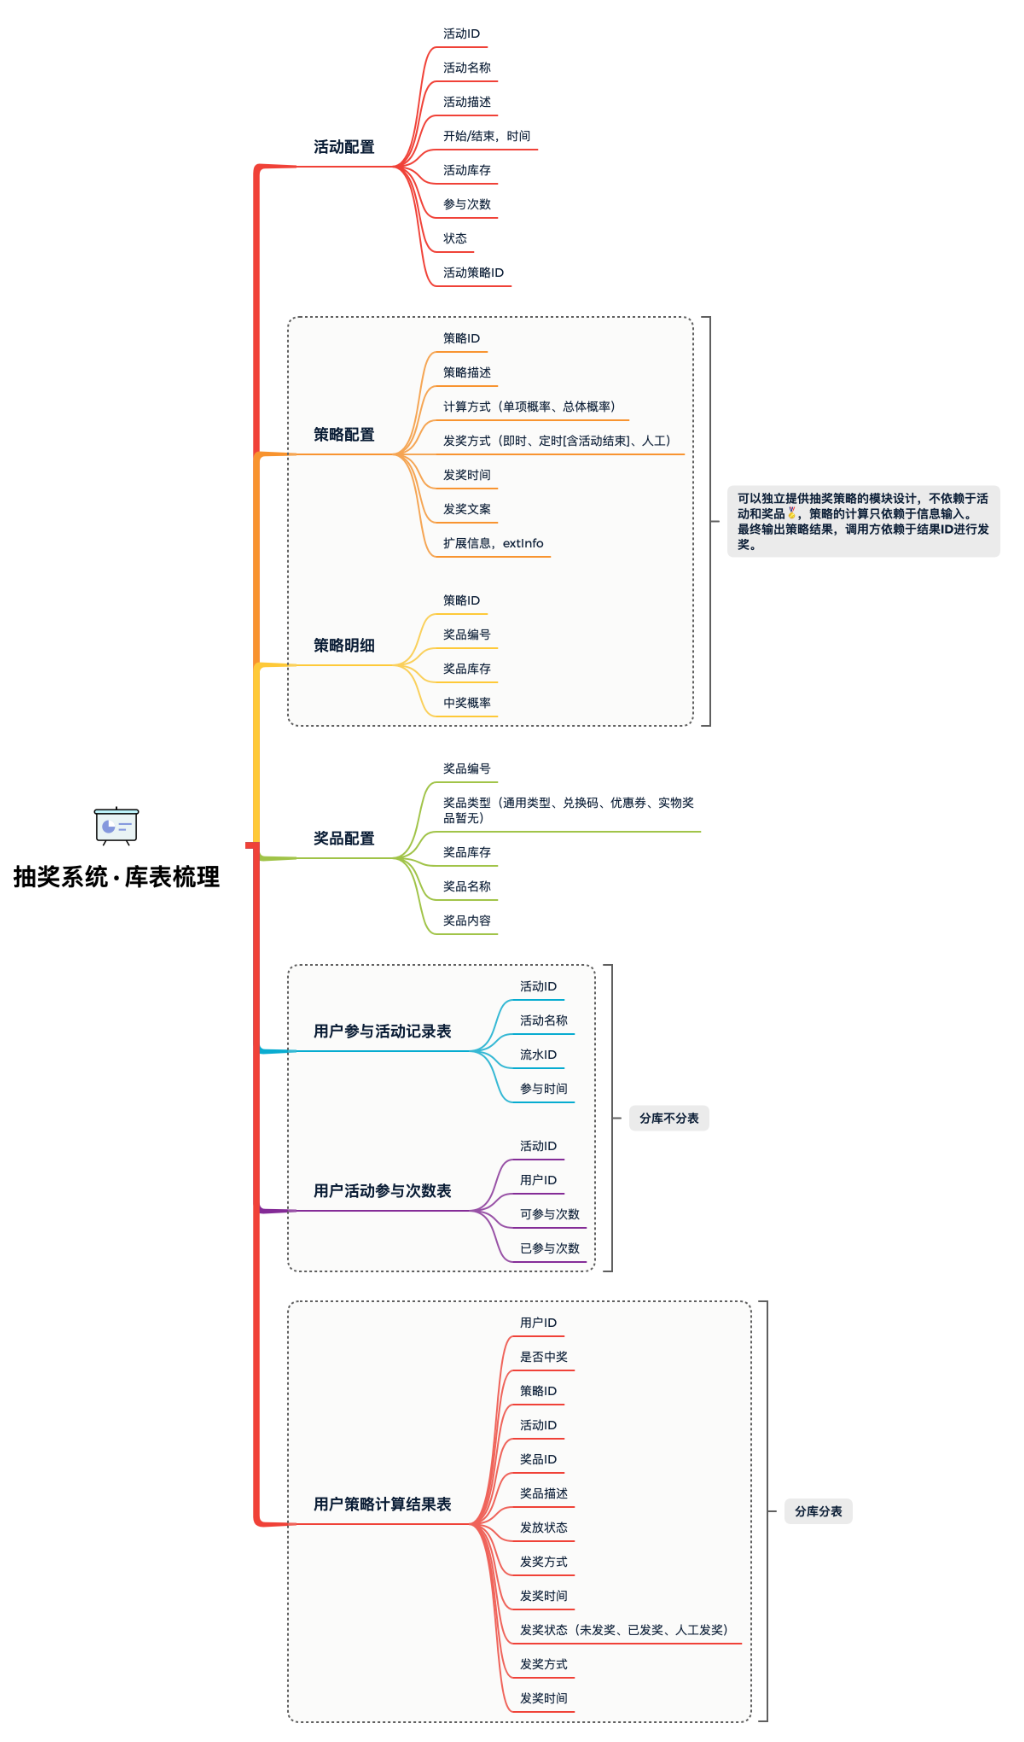 抽奖系统·库表梳理
活动配置
活动ID
活动名称
活动描述
开始/结束，时间
活动库存
参与次数
状态
活动策略ID
策略配置
策略ID
策略描述
计算方式（单项概率、总体概率）
发奖方式（即时、定时[含活动结束]、人工）
发奖时间
发奖文案
扩展信息，extInfo
策略明细
策略ID
奖品编号
奖品库存
中奖概率
可以独立提供抽奖策略的模块设计，不依赖于活
动和奖品🏅，策略的计算只依赖于信息输入。
最终输出策略结果，调用方依赖于结果ID进行发
奖。
奖品配置
奖品编号
奖品类型（通用类型、兑换码、优惠券、实物奖
品暂无）
奖品库存
奖品名称
奖品内容
用户参与活动记录表
活动ID
活动名称
流水ID
参与时间
用户活动参与次数表
活动ID
用户ID
可参与次数
已参与次数
分库不分表
用户策略计算结果表
用户ID
是否中奖
策略ID
活动ID
奖品ID
奖品描述
发放状态
发奖方式
发奖时间
发奖状态（未发奖、已发奖、人工发奖）
发奖方式
发奖时间
分库分表